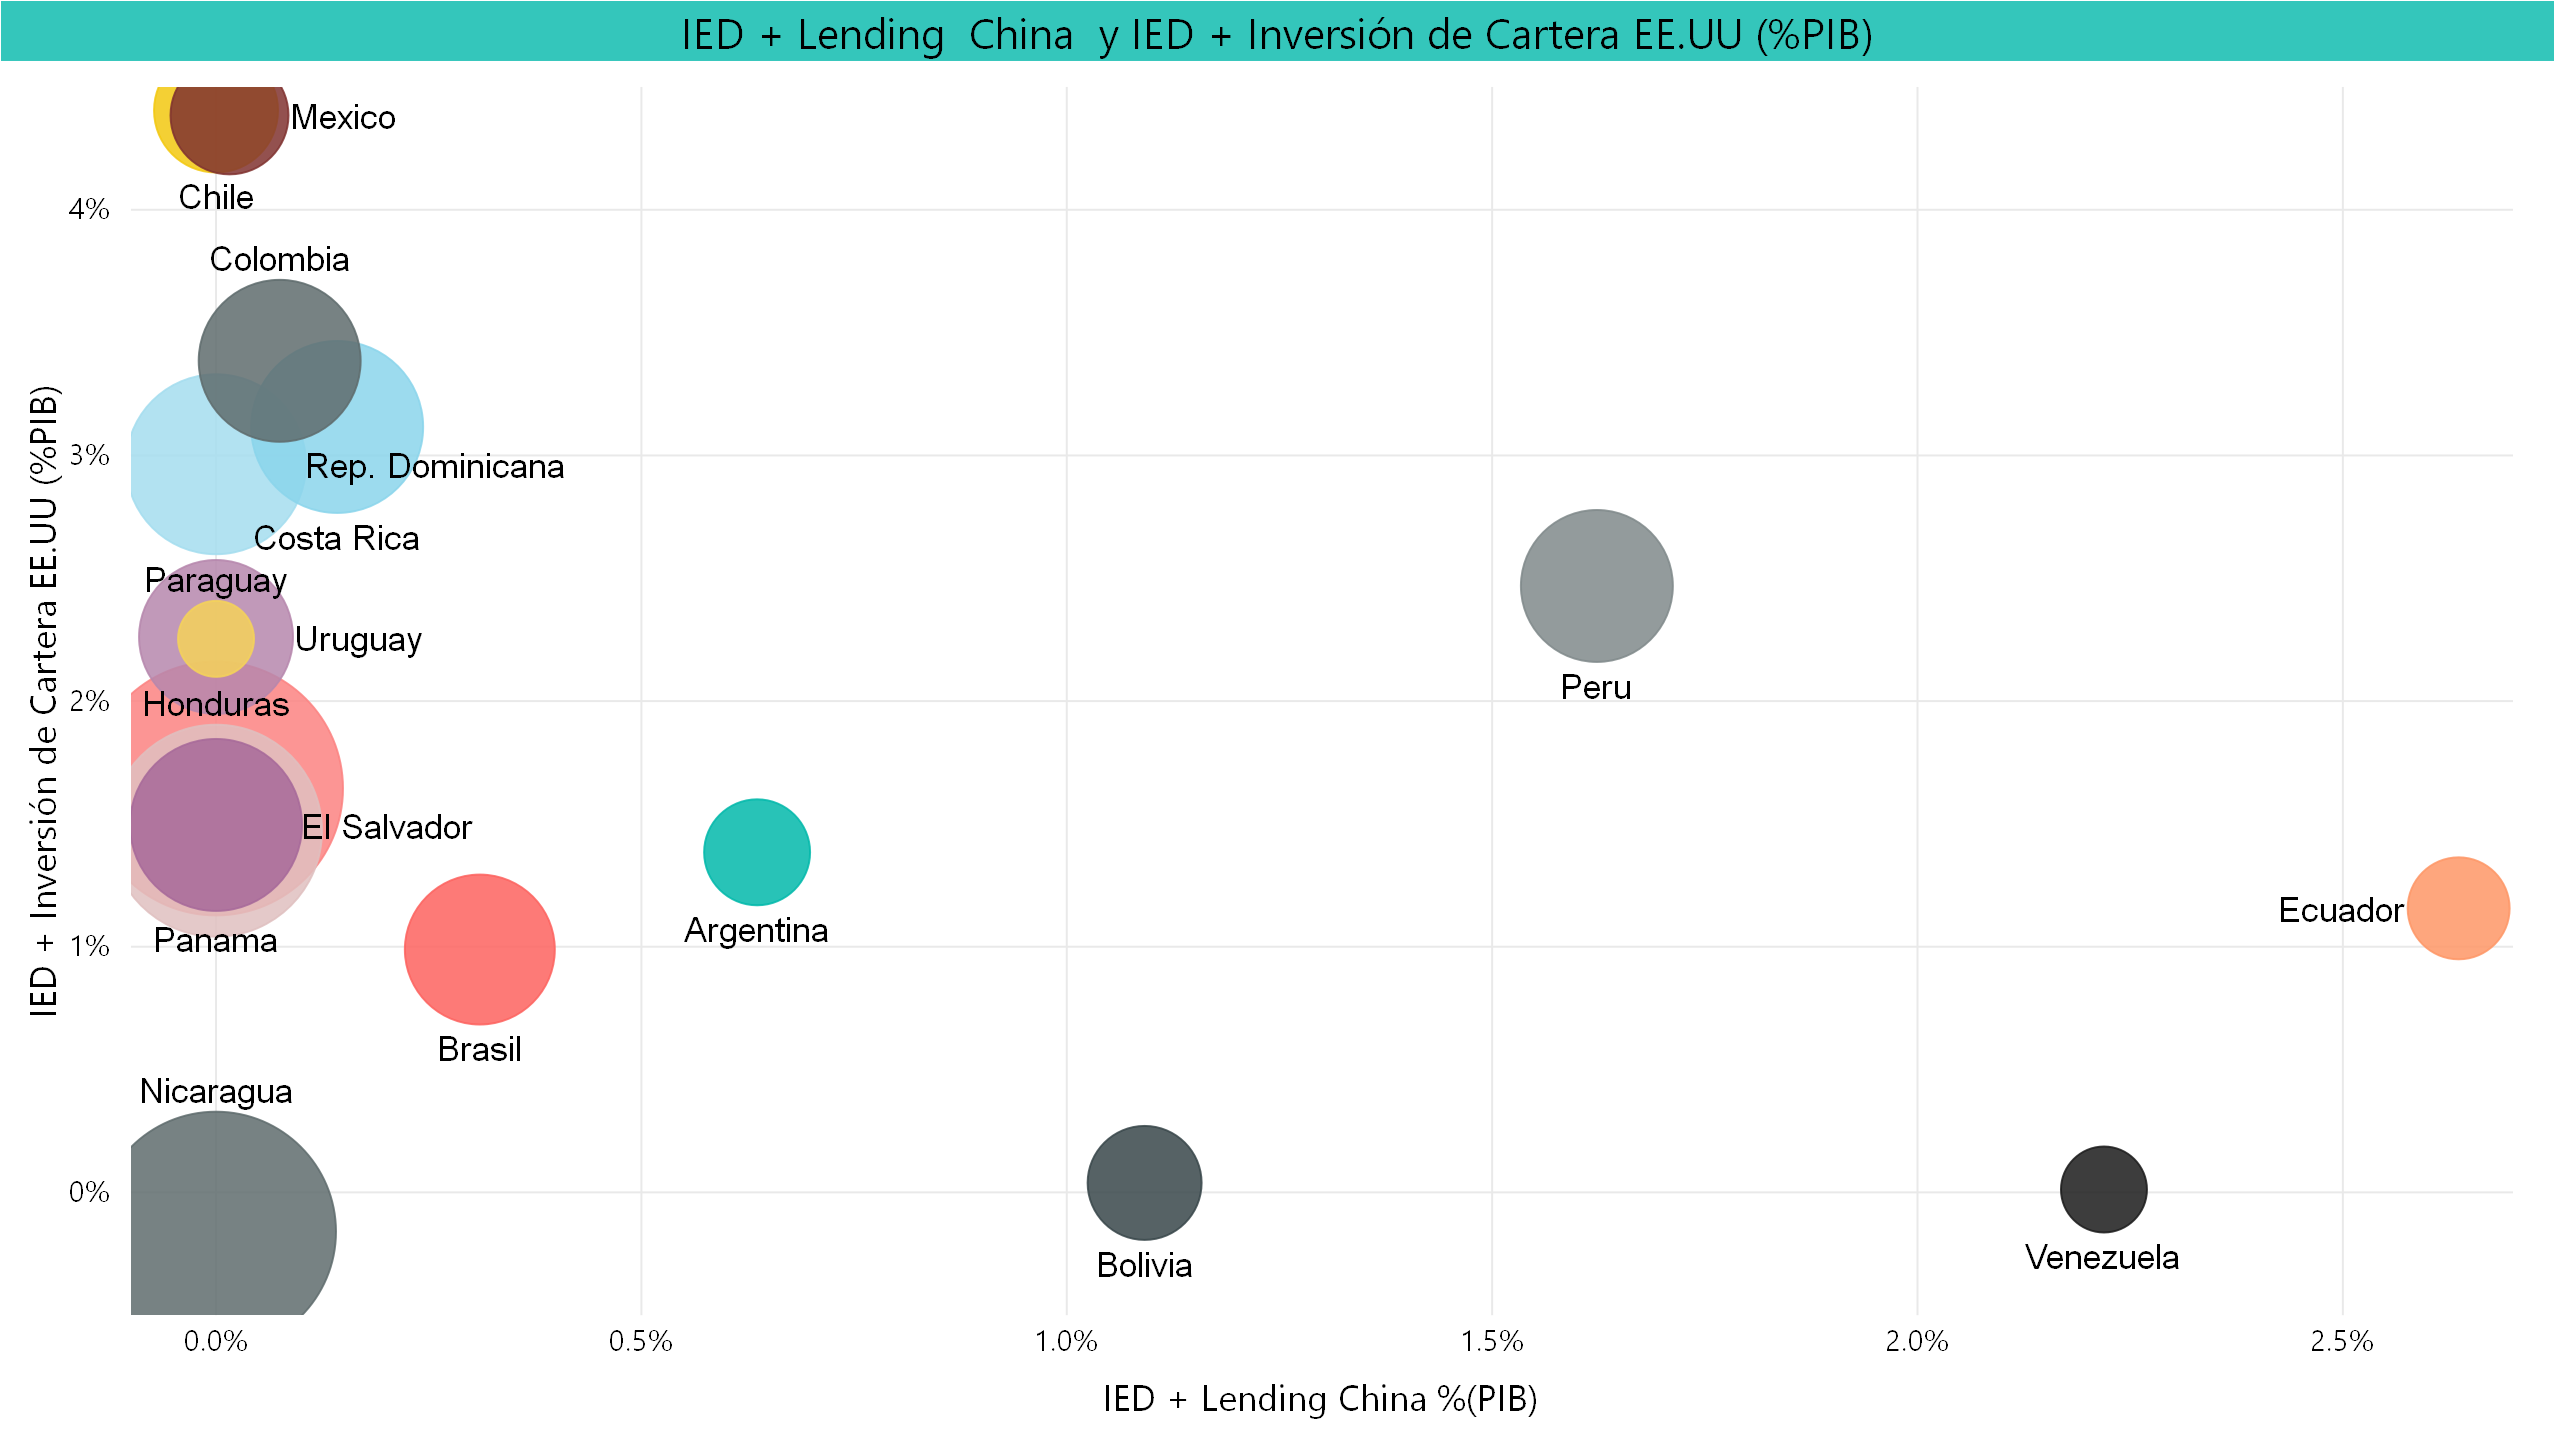 IED + Lending  China  y IED + Inversión de Cartera EE.UU (%PIB)
Mexico
Chile
4%
Colombia
3%
Rep. Dominicana
Costa Rica
Paraguay
Uruguay
Peru
2%
Honduras
El Salvador
Ecuador
Argentina
1%
Panama
Brasil
Nicaragua
0%
Bolivia
Venezuela
IED + Inversión de Cartera EE.UU (%PIB)
0.0%
0.5%
1.0%
1.5%
2.0%
2.5%
IED + Lending China %(PIB)